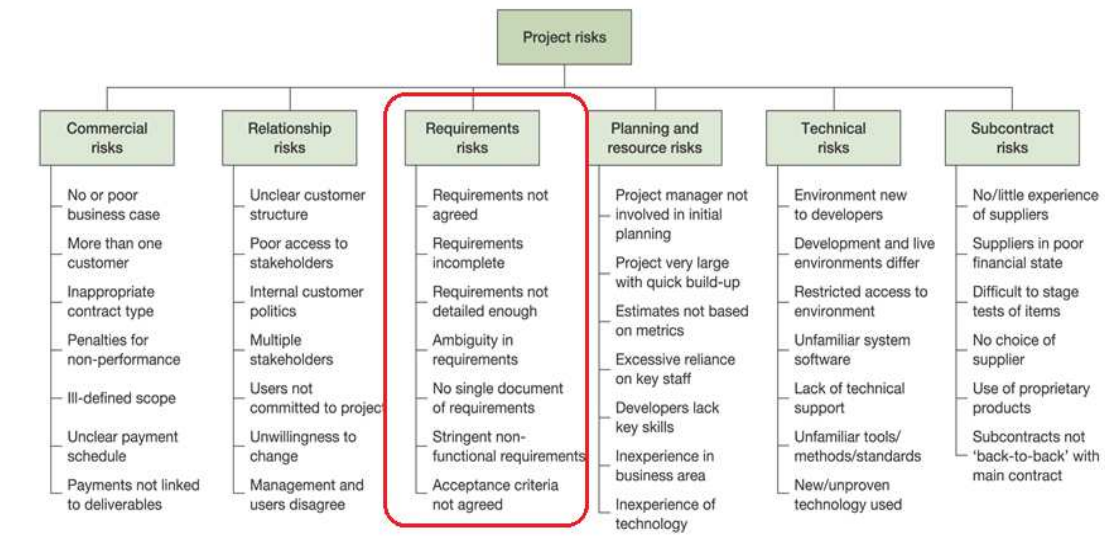 Project risks
Commercial
risks
No or poor
business case
More than one
customer
Inappropriate
contract type
Penalties for
non-performance
Ill-defined scope
Unclear payment
schedule
Payments not linked
to deliverables
Relationship
risks
Unclear customer
structure
Poor access to
stakeholders
Internal customer
politics
Multiple
stakeholders
Users not
committed to project
Unwillingness to
change
Management and
users disagree
Requirements
risks
Requirements not
agreed
Requirements
incomplete
Requirements not
detailed enough
Ambiguity in
requirements
No single document
of requirements
Stringent non-
functional requirements
Acceptance criteria
not agreed
Planning and
resource risks
Project manager not
involved in initial
planning
Project very large
with quick build-up
Estimates not based
on metrics
Excessive reliance
on key staff
Developers lack
key skills
Inexperience in
business area
Inexperience of
technology
Technical
risks
Environment new
to developers
Development and live
environments differ
Restricted access to
environment
Unfamiliar system
software
Lack of technical
support
Unfamiliar tools/
methods/standards
New/unproven
technology used
Subcontract
risks
No/little experience
of suppliers
Suppliers in poor
financial state
Difficult to stage
tests of items
No choice of
supplier
Use of proprietary
products
Subcontracts not
‘back-to-back’ with
main contract